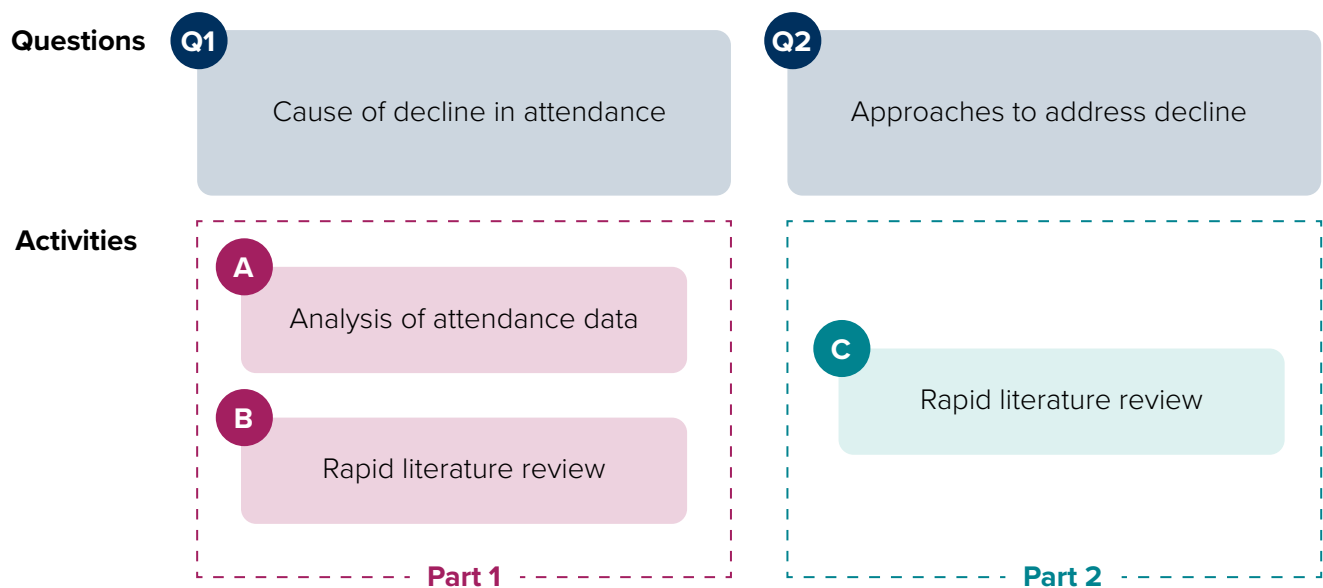 Questions
Q1
Cause of decline in attendance
Q2
Approaches to address decline
Activities
A
Analysis of attendance data
B
Rapid literature review
Part 1
C
Rapid literature review
Part 2